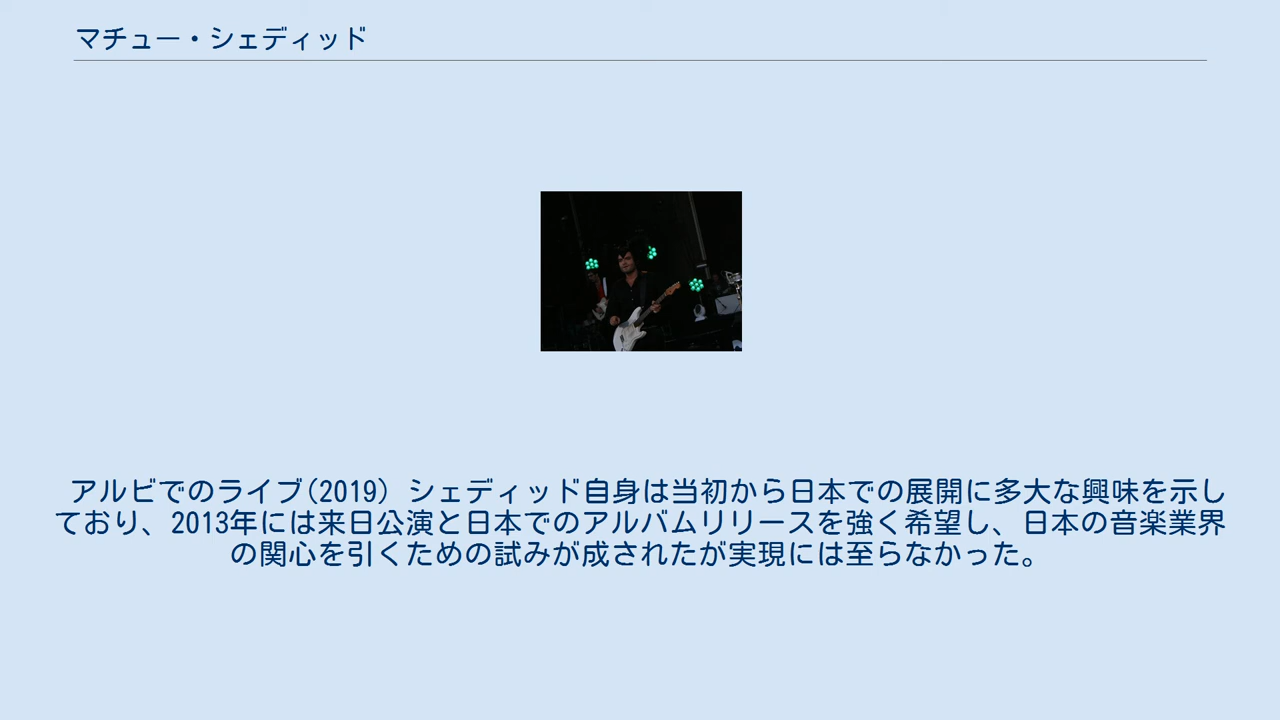 マチュー・シェディッド
アルビでのライブ(2019) シェディッド自身は当初から日本での展開に多大な興味を示し
ており、2013年には来日公演と日本でのアルバムリリースを強く希望し、日本の音楽業界
の関心を引くための試みが成されたが実現には至らなかった。